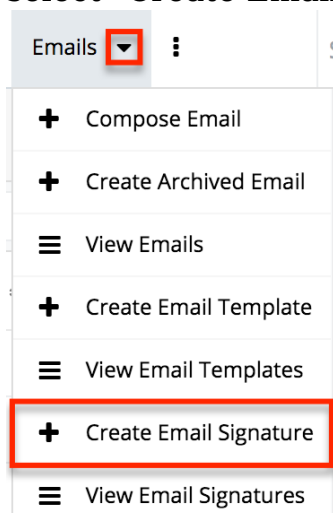 Emails
Compose Email
Create Archived Email
View Emails
Create Email Template
View Email Templates
Create Email Signature
View Email Signatures